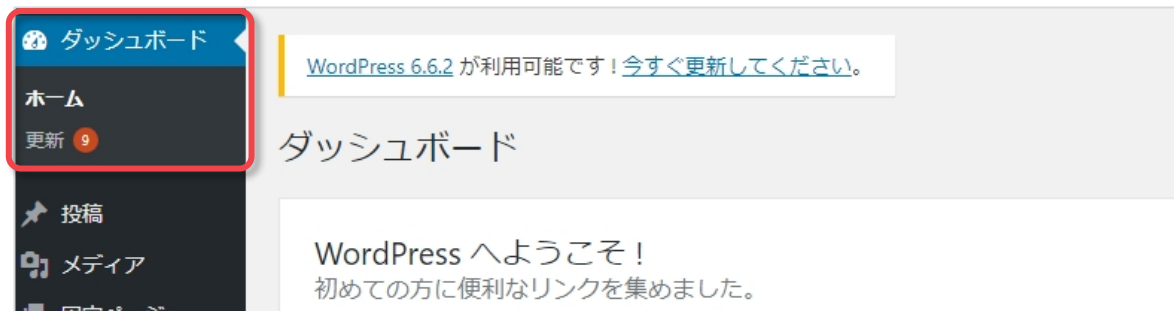 ダッシュボード
ホーム
更新 9
投稿
メディア
WordPress 6.6.2 が利用可能です ! 今すぐ更新してください。
ダッシュボード
WordPress へようこそ !
初めての方に便利なリンクを集めました。